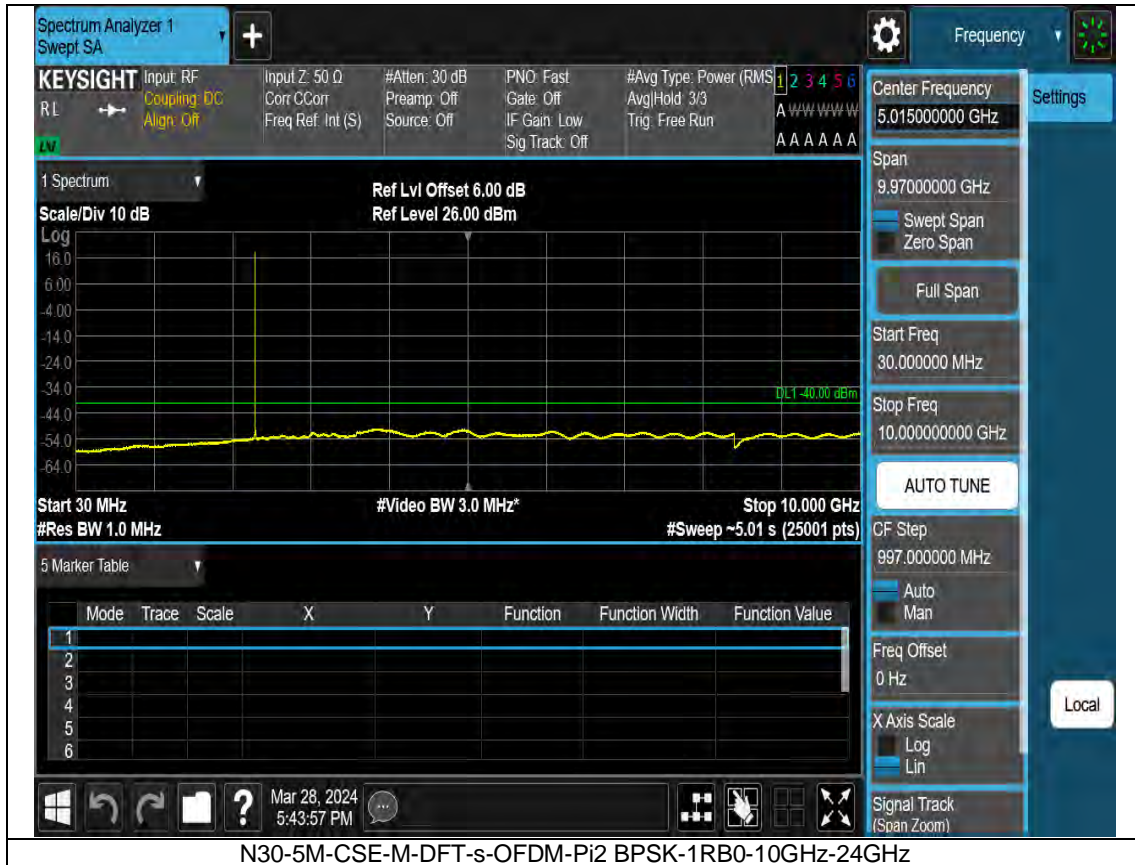 Spectrum Analyzer 1
Swept SA
Frequency
KEYSIGHT
Input: RF
Coupling: DC
Align: Off
Input Z: 50 Ω
Corr CCorr
Freq Ref: Int (S)
#Atten: 30 dB
Preamp: Off
Source: Off
PNO: Fast
Gate: Off
IF Gain: Low
Sig Track: Off
#Avg Type: Power (RMS
Avg|Hold: 3/3
Trig: Free Run
1 2 3 4 5 6
A W W W W W
A A A A A A
R L
LXI
1 Spectrum
Ref Lvl Offset 6.00 dB
Scale/Div 10 dB
Ref Level 26.00 dBm
Log
16.0
6.00
-4.00
-14.0
-24.0
-34.0
DL1 -40.00 dBm
-44.0
-54.0
-64.0
Start 30 MHz
#Video BW 3.0 MHz*
Stop 10.000 GHz
#Res BW 1.0 MHz
#Sweep ~5.01 s (25001 pts)
5 Marker Table
Mode Trace Scale X Y Function Function Width Function Value
1
2
3
4
5
6
Mar 28, 2024
5:43:57 PM
Center Frequency
5.015000000 GHz
Settings
Span
9.97000000 GHz
Swept Span
Zero Span
Full Span
Start Freq
30.000000 MHz
Stop Freq
10.000000000 GHz
AUTO TUNE
CF Step
997.000000 MHz
Auto
Man
Freq Offset
0 Hz
Local
X Axis Scale
Log
Lin
Signal Track
(Span Zoom)
N30-5M-CSE-M-DFT-s-OFDM-Pi2 BPSK-1RB0-10GHz-24GHz